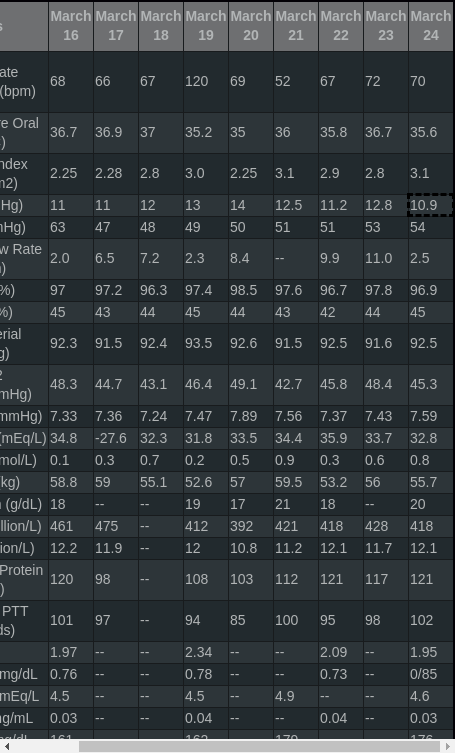 s March 16 March 17 March 18 March 19 March 20 March 21 March 22 March 23 March 24
ate
(bpm) 68 66 67 120 69 52 67 72 70
e Oral
) 36.7 36.9 37 35.2 35 36 35.8 36.7 35.6
ndex
m2) 2.25 2.28 2.8 3.0 2.25 3.1 2.9 2.8 3.1
Hg) 11 11 12 13 14 12.5 11.2 12.8 10.9
mHg) 63 47 48 49 50 51 51 53 54
w Rate
) 2.0 6.5 7.2 2.3 8.4 -- 9.9 11.0 2.5
%) 97 97.2 96.3 97.4 98.5 97.6 96.7 97.8 96.9
%) 45 43 44 45 44 43 42 44 45
erial
g) 92.3 91.5 92.4 93.5 92.6 91.5 92.5 91.6 92.5
2
mHg) 48.3 44.7 43.1 46.4 49.1 42.7 45.8 48.4 45.3
mmHg) 7.33 7.36 7.24 7.47 7.89 7.56 7.37 7.43 7.59
(mEq/L) 34.8 -27.6 32.3 31.8 33.5 34.4 35.9 33.7 32.8
mol/L) 0.1 0.3 0.7 0.2 0.5 0.9 0.3 0.6 0.8
kg) 58.8 59 55.1 52.6 57 59.5 53.2 56 55.7
(g/dL) 18 -- -- 19 17 21 18 -- 20
llion/L) 461 475 -- 412 392 421 418 428 418
ion/L) 12.2 11.9 -- 12 10.8 11.2 12.1 11.7 12.1
Protein
) 120 98 -- 108 103 112 121 117 121
PTT
ds) 101 97 -- 94 85 100 95 98 102
1.97 -- -- 2.34 -- -- 2.09 -- 1.95
mg/dL 0.76 -- -- 0.78 -- -- 0.73 -- 0/85
mEq/L 4.5 -- -- 4.5 -- 4.9 -- -- 4.6
ng/mL 0.03 -- -- 0.04 -- -- 0.04 -- 0.03